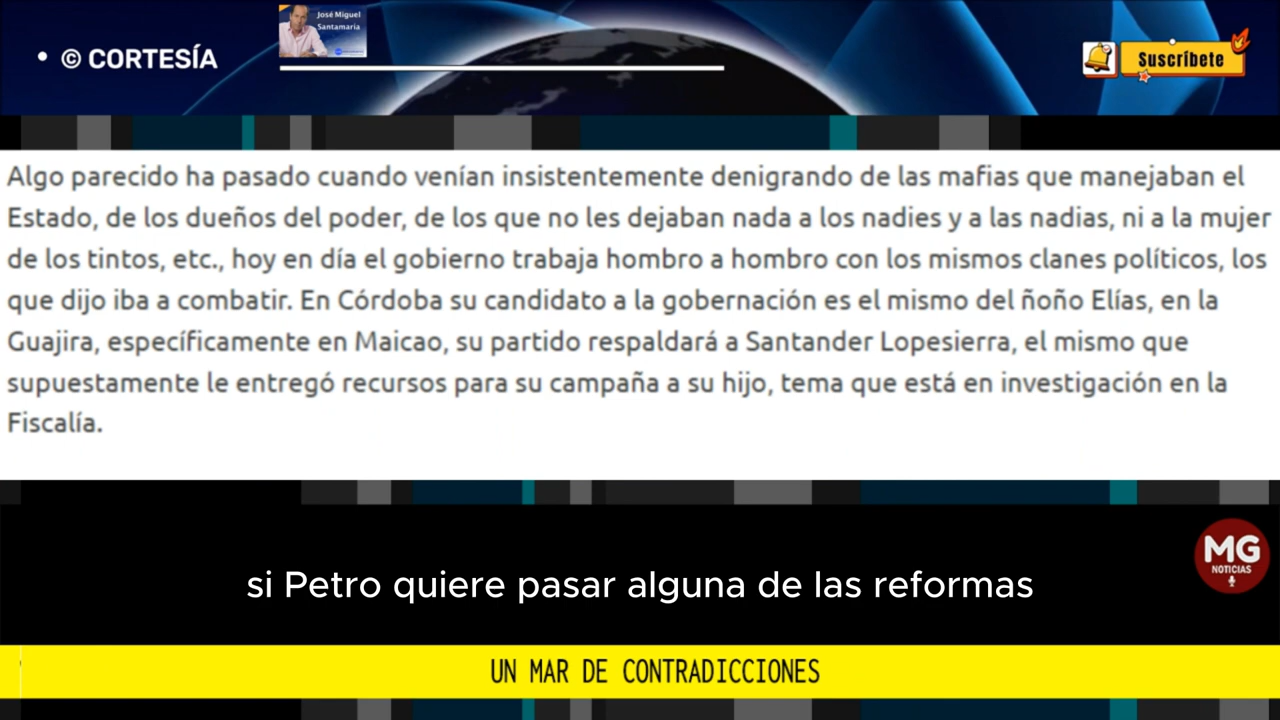 • © CORTESÍA
José Miguel
Santamaria
Suscríbete
Algo parecido ha pasado cuando venían insistentemente denigrando de las mafias que manejaban el
Estado, de los dueños del poder, de los que no les dejaban nada a los nadies y a las nadias, ni a la mujer
de los tintos, etc., hoy en día el gobierno trabaja hombro a hombro con los mismos clanes políticos, los
que dijo iba a combatir. En Córdoba su candidato a la gobernación es el mismo del ñoño Elías, en la
Guajira, específicamente en Maicao, su partido respaldará a Santander Lopesierra, el mismo que
supuestamente le entregó recursos para su campaña a su hijo, tema que está en investigación en la
Fiscalía.
si Petro quiere pasar alguna de las reformas
MG
NOTICIAS
UN MAR DE CONTRADICCIONES